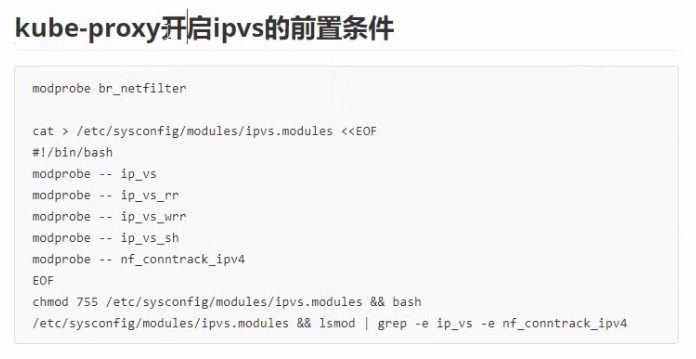 kube-proxy开启ipvs的前置条件
modprobe br_netfilter
cat > /etc/sysconfig/modules/ipvs.modules <<EOF
#!/bin/bash
modprobe -- ip_vs
modprobe -- ip_vs_rr
modprobe -- ip_vs_wrr
modprobe -- ip_vs_sh
modprobe -- nf_conntrack_ipv4
EOF
chmod 755 /etc/sysconfig/modules/ipvs.modules && bash
/etc/sysconfig/modules/ipvs.modules && lsmod | grep -e ip_vs -e nf_conntrack_ipv4